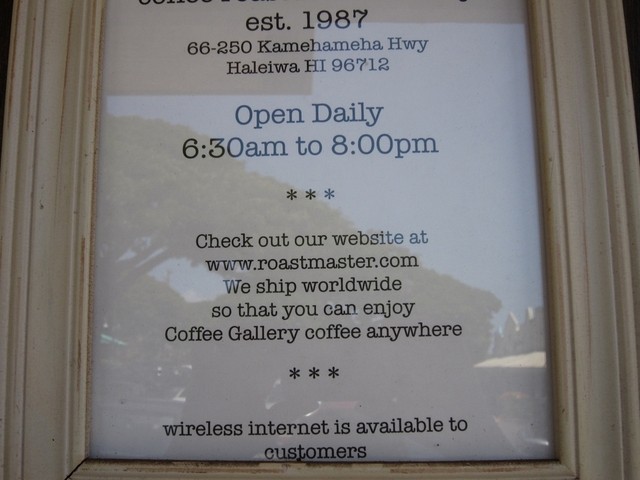 est. 1987
66-250 Kamehameha Hwy
Haleiwa HI 96712
Open Daily
6:30am to 8:00pm
* * *
Check out our website at
www.roastmaster.com
We ship worldwide
so that you can enjoy
Coffee Gallery coffee anywhere
* * *
wireless internet is available to
customers